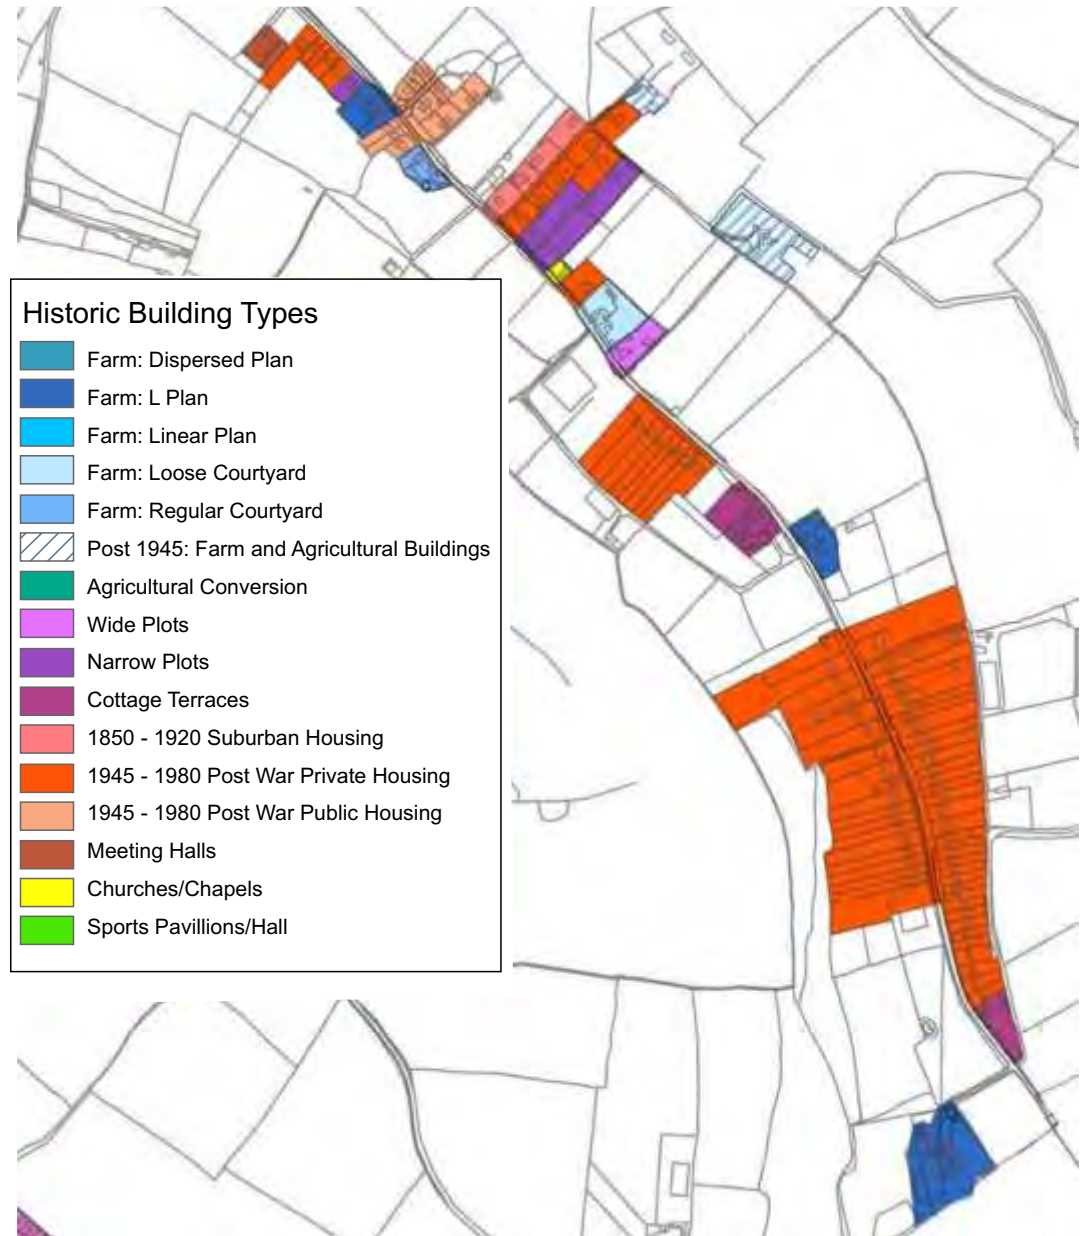 Historic Building Types
Farm: Dispersed Plan
Farm: L Plan
Farm: Linear Plan
Farm: Loose Courtyard
Farm: Regular Courtyard
Post 1945: Farm and Agricultural Buildings
Agricultural Conversion
Wide Plots
Narrow Plots
Cottage Terraces
1850 - 1920 Suburban Housing
1945 - 1980 Post War Private Housing
1945 - 1980 Post War Public Housing
Meeting Halls
Churches/Chapels
Sports Pavillions/Hall